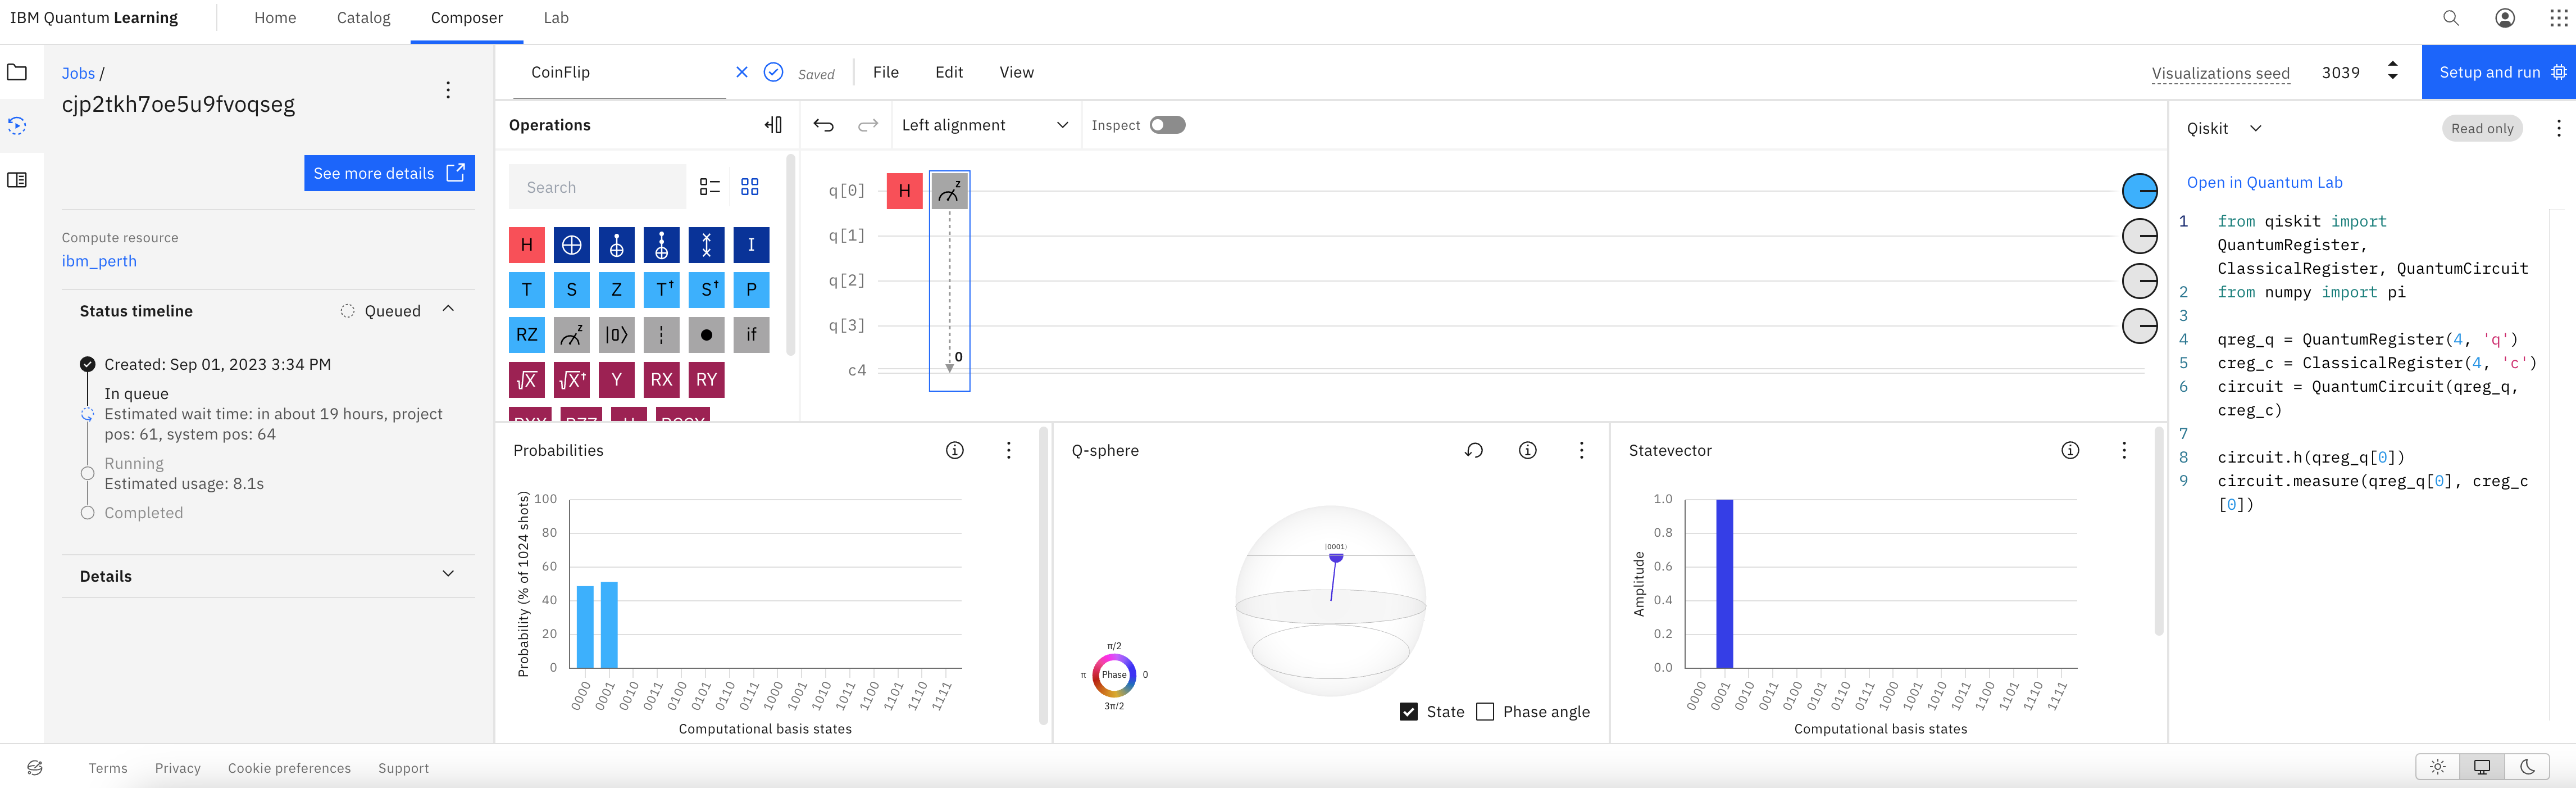 IBM Quantum Learning
Home
Catalog
Composer
Lab
Jobs /
cjp2tkh7oe5u9fvoqseg
See more details
Compute resource
ibm_perth
Status timeline
Queued
Created: Sep 01, 2023 3:34 PM
In queue
Estimated wait time: in about 19 hours, project
pos: 61, system pos: 64
Running
Estimated usage: 8.1s
Completed
Details
CoinFlip
Saved
File
Edit
View
Visualizations seed
3039
Setup and run
Operations
Left alignment
Inspect
Search
H
I
T S Z T† S† P
RZ z |0⟩ if
√X √X† Y RX RY
RXX RZZ U RCCX
q[0] H z
q[1]
q[2]
q[3]
c4
0
Qiskit
Read only
Open in Quantum Lab
1 from qiskit import
QuantumRegister,
ClassicalRegister, QuantumCircuit
2 from numpy import pi
3
4 qreg_q = QuantumRegister(4, 'q')
5 creg_c = ClassicalRegister(4, 'c')
6 circuit = QuantumCircuit(qreg_q,
creg_c)
7
8 circuit.h(qreg_q[0])
9 circuit.measure(qreg_q[0], creg_c
[0])
Probabilities
Probability (% of 1024 shots)
100
80
60
40
20
0
0000 0001 0010 0011 0100 0101 0110 0111 1000 1001 1010 1011 1100 1101 1110 1111
Computational basis states
Q-sphere
|0001⟩
π/2
π
Phase
0
3π/2
State
Phase angle
Statevector
Amplitude
1.0
0.8
0.6
0.4
0.2
0.0
0000 0001 0010 0011 0100 0101 0110 0111 1000 1001 1010 1011 1100 1101 1110 1111
Computational basis states
Terms
Privacy
Cookie preferences
Support